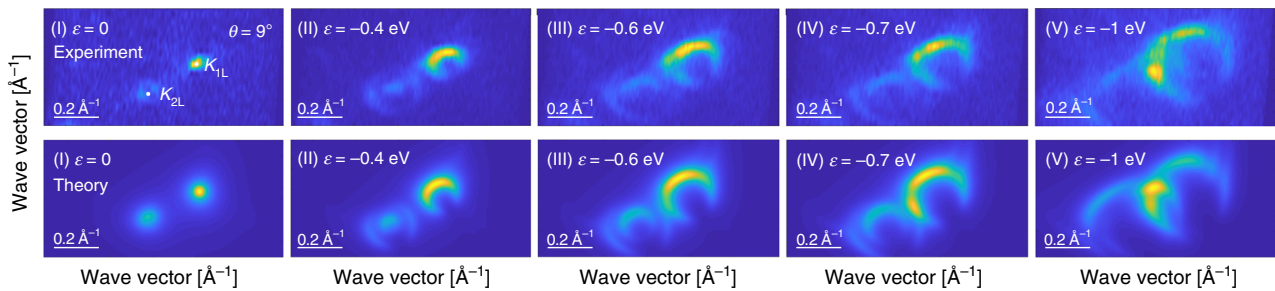 (I) ε = 0 θ = 9°
Experiment
K1L
K2L
0.2 Å⁻¹
(II) ε = −0.4 eV
0.2 Å⁻¹
(III) ε = −0.6 eV
0.2 Å⁻¹
(IV) ε = −0.7 eV
0.2 Å⁻¹
(V) ε = −1 eV
0.2 Å⁻¹
Wave vector [Å⁻¹]
(I) ε = 0
Theory
0.2 Å⁻¹
(II) ε = −0.4 eV
0.2 Å⁻¹
(III) ε = −0.6 eV
0.2 Å⁻¹
(IV) ε = −0.7 eV
0.2 Å⁻¹
(V) ε = −1 eV
0.2 Å⁻¹
Wave vector [Å⁻¹]
Wave vector [Å⁻¹]
Wave vector [Å⁻¹]
Wave vector [Å⁻¹]
Wave vector [Å⁻¹]